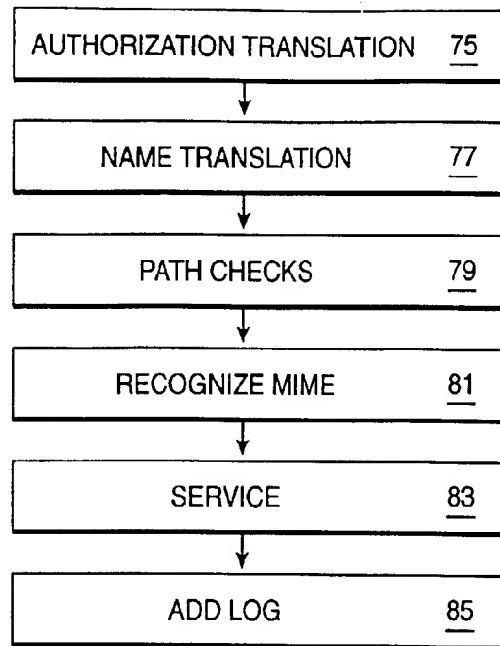 AUTHORIZATION TRANSLATION 75
NAME TRANSLATION 77
PATH CHECKS 79
RECOGNIZE MIME 81
SERVICE 83
ADD LOG 85